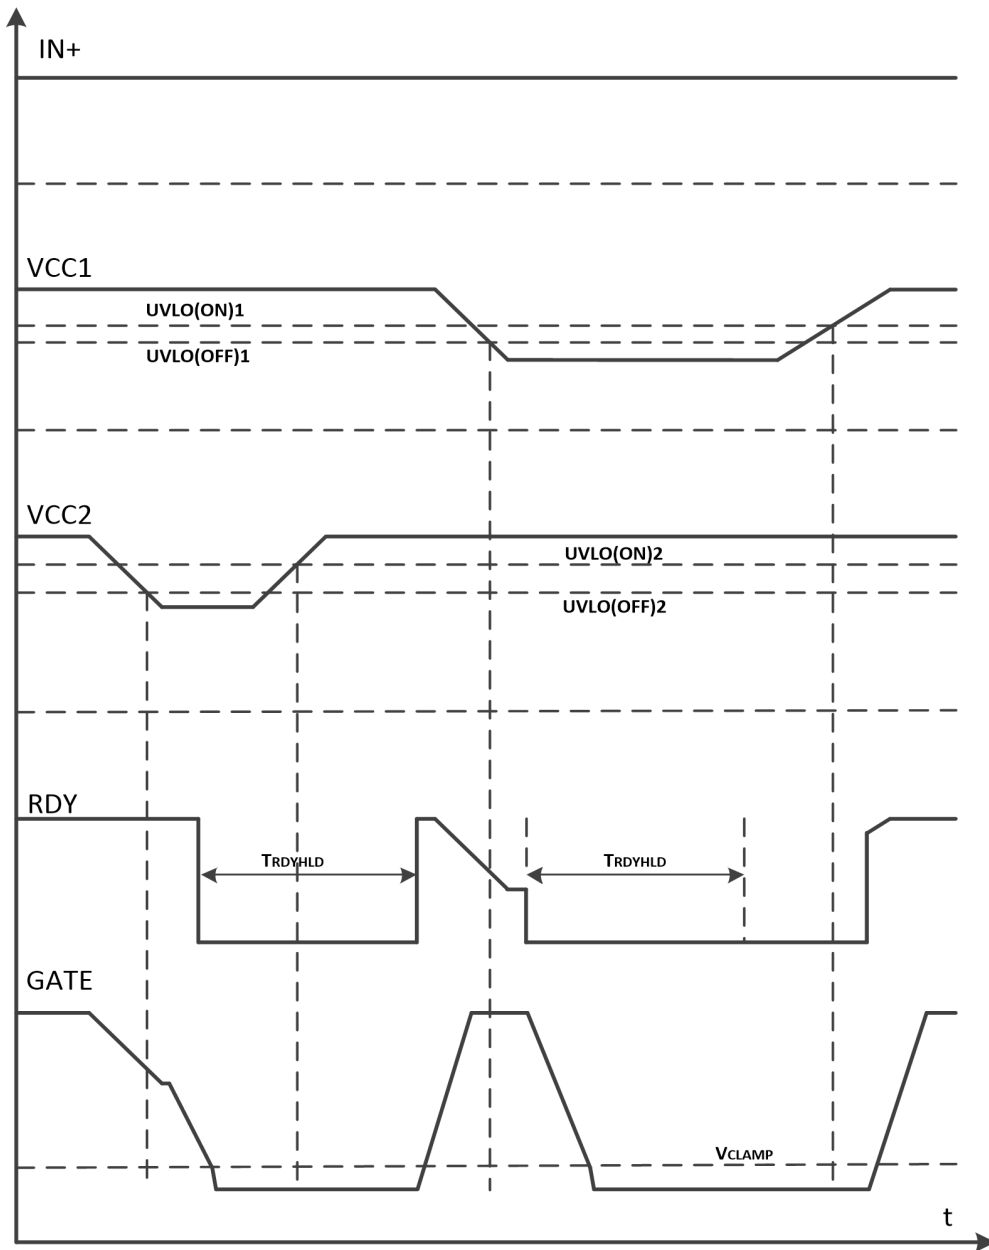 IN+
VCC1
UVLO(ON)1
UVLO(OFF)1
VCC2
UVLO(ON)2
UVLO(OFF)2
RDY
TRDYHLD
TRDYHLD
GATE
VCLAMP
t